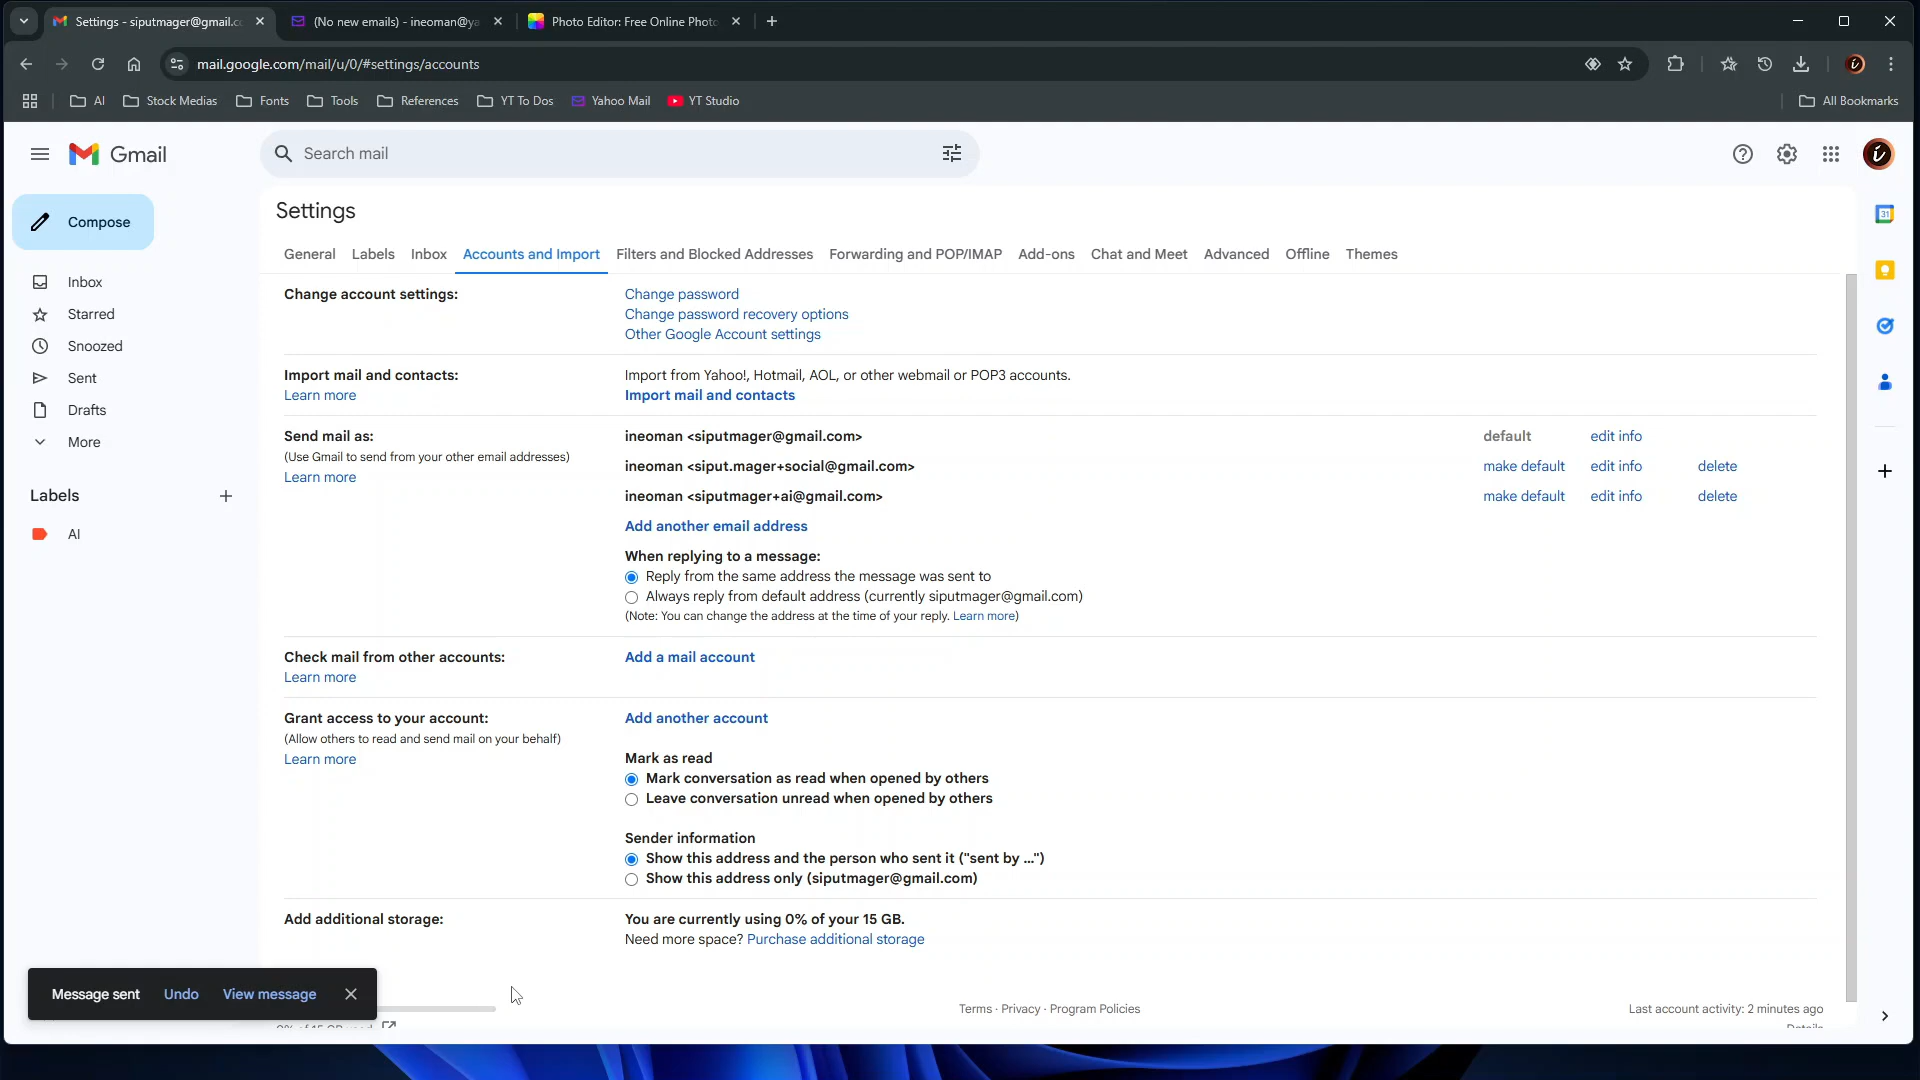 Settings - siputmager@gmail.c
(No new emails) - ineoman@ya
Photo Editor: Free Online Photo
mail.google.com/mail/u/0/#settings/accounts
AI
Stock Medias
Fonts
Tools
References
YT To Dos
Yahoo Mail
YT Studio
All Bookmarks
Gmail
Search mail
Compose
Inbox
Starred
Snoozed
Sent
Drafts
More
Labels
AI
Settings
General Labels Inbox Accounts and Import Filters and Blocked Addresses Forwarding and POP/IMAP Add-ons Chat and Meet Advanced Offline Themes
Change account settings:
Change password
Change password recovery options
Other Google Account settings
Import mail and contacts:
Learn more
Import from Yahoo!, Hotmail, AOL, or other webmail or POP3 accounts.
Import mail and contacts
Send mail as:
(Use Gmail to send from your other email addresses)
Learn more
ineoman <siputmager@gmail.com> default edit info
ineoman <siput.mager+social@gmail.com> make default edit info delete
ineoman <siputmager+ai@gmail.com> make default edit info delete
Add another email address
When replying to a message:
Reply from the same address the message was sent to
Always reply from default address (currently siputmager@gmail.com)
(Note: You can change the address at the time of your reply. Learn more)
Check mail from other accounts:
Learn more
Add a mail account
Grant access to your account:
(Allow others to read and send mail on your behalf)
Learn more
Add another account
Mark as read
Mark conversation as read when opened by others
Leave conversation unread when opened by others
Sender information
Show this address and the person who sent it ("sent by ...")
Show this address only (siputmager@gmail.com)
Add additional storage:
You are currently using 0% of your 15 GB.
Need more space? Purchase additional storage
Message sent Undo View message
Terms · Privacy · Program Policies
Last account activity: 2 minutes ago
Details
31